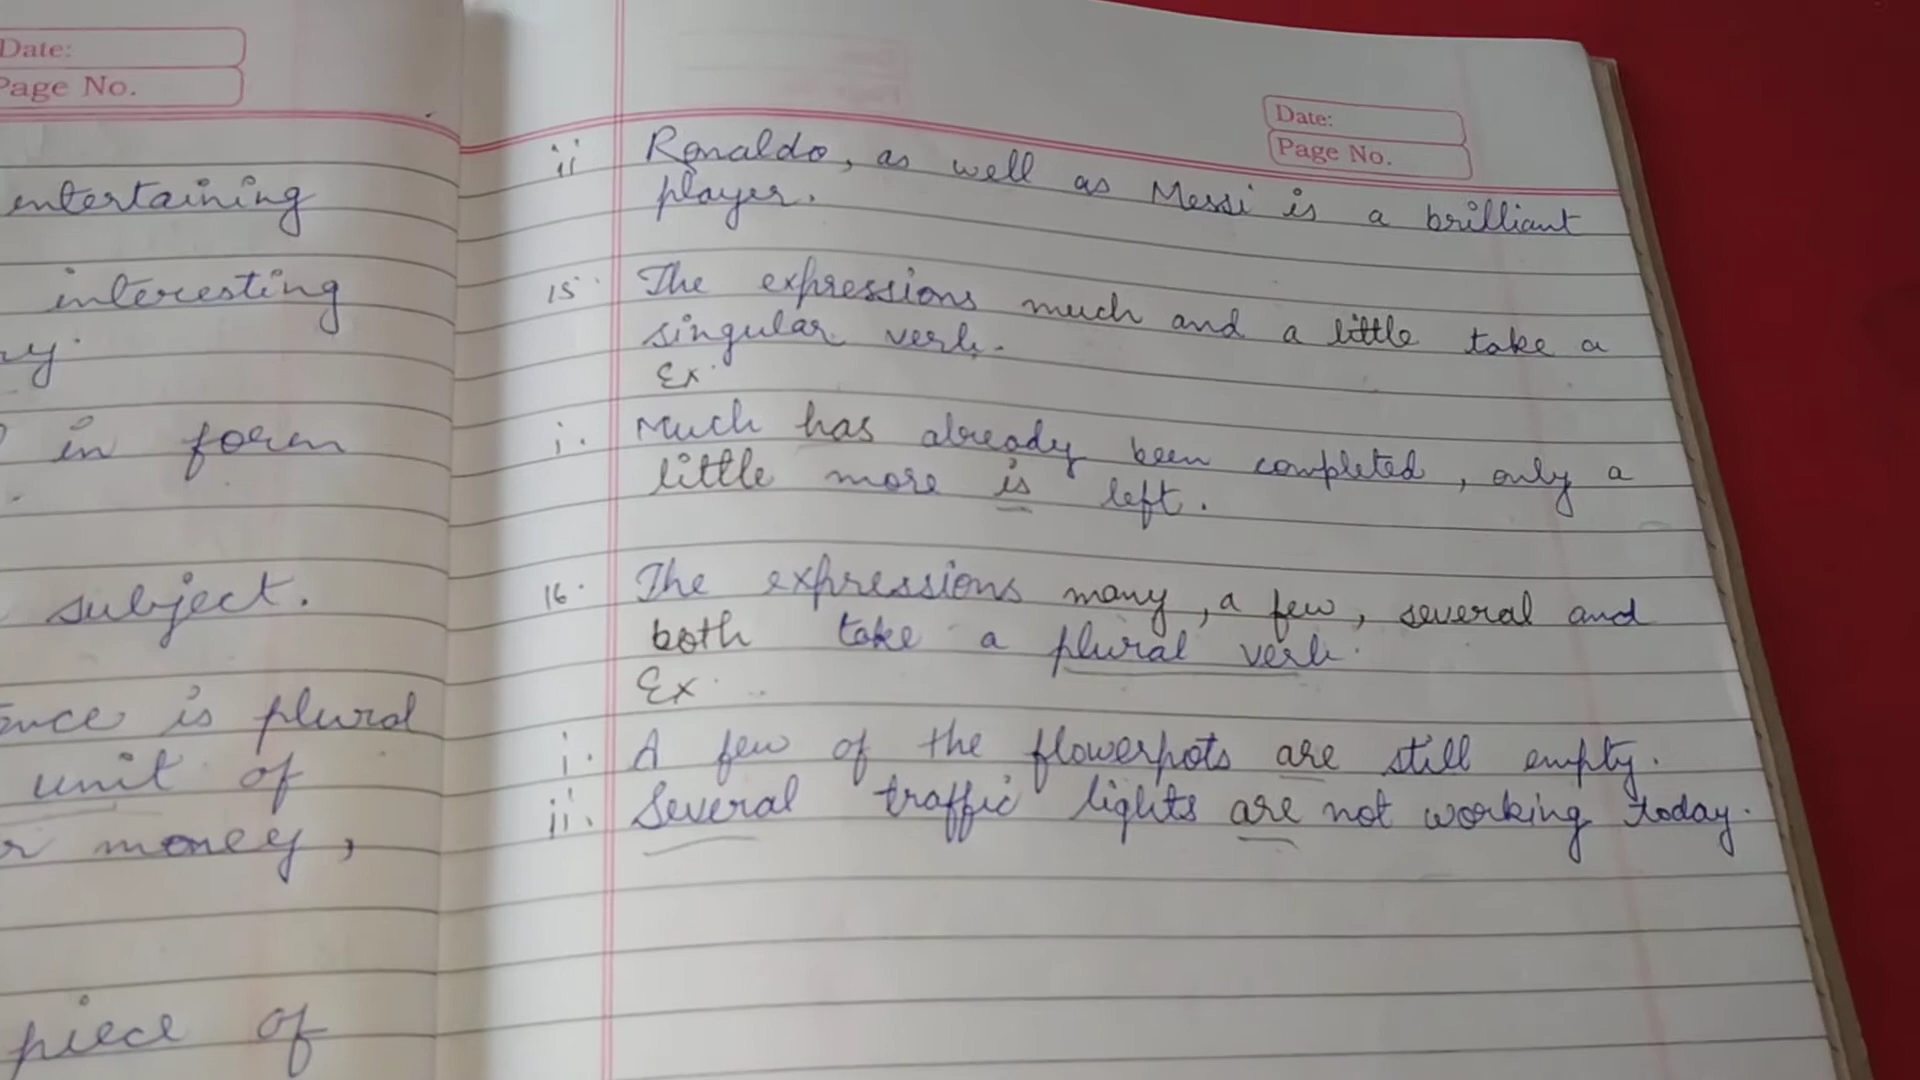 Date:
Page No.
entertaining
interesting
in form
subject.
is plural
unit of
money,
piece of
Date:
Page No.
ii Ronaldo, as well as Messi is a brilliant
player.
15. The expressions much and a little take a
singular verb.
Ex.
i. Much has already been completed, only a
little more is left.
16. The expressions many, a few, several and
both take a plural verb.
Ex.
i. A few of the flowerpots are still empty.
ii. Several traffic lights are not working today.